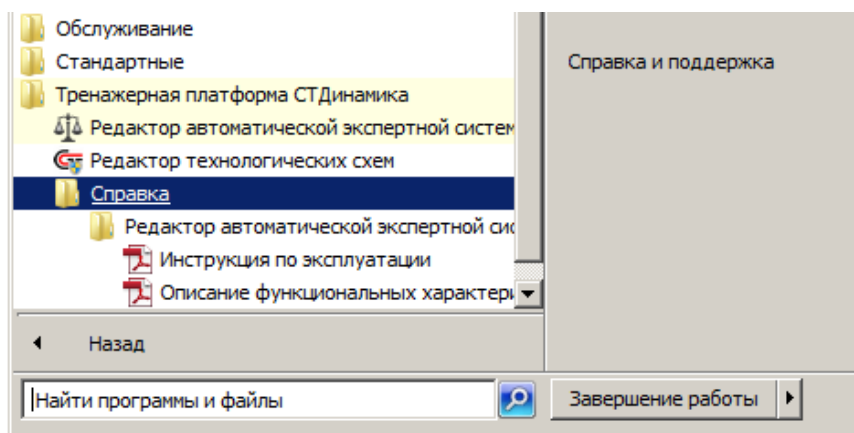 Обслуживание
Стандартные
Справка и поддержка
Тренажерная платформа СТДинамика
Редактор автоматической экспертной систем
Редактор технологических схем
Справка
Редактор автоматической экспертной сис
Инструкция по эксплуатации
Описание функциональных характери
Назад
Найти программы и файлы
Завершение работы